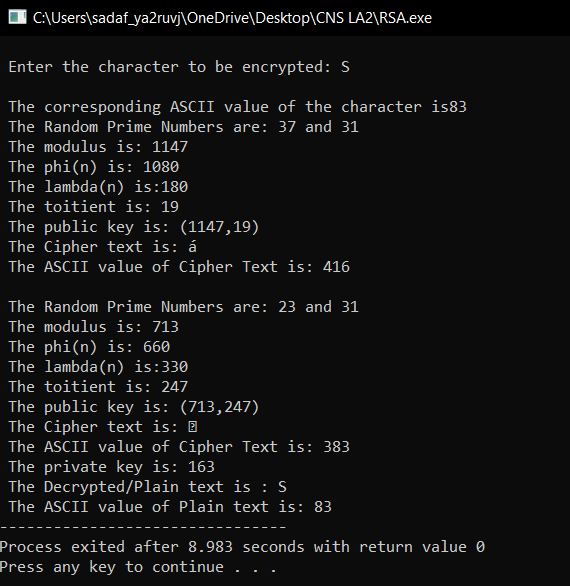 C:\Users\sadaf_ya2ruvj\OneDrive\Desktop\CNS LA2\RSA.exe
Enter the character to be encrypted: S
The corresponding ASCII value of the character is83
The Random Prime Numbers are: 37 and 31
The modulus is: 1147
The phi(n) is: 1080
The lambda(n) is:180
The toitient is: 19
The public key is: (1147,19)
The Cipher text is: á
The ASCII value of Cipher Text is: 416
The Random Prime Numbers are: 23 and 31
The modulus is: 713
The phi(n) is: 660
The lambda(n) is:330
The toitient is: 247
The public key is: (713,247)
The Cipher text is:
The ASCII value of Cipher Text is: 383
The private key is: 163
The Decrypted/Plain text is : S
The ASCII value of Plain text is: 83
--------------------------------
Process exited after 8.983 seconds with return value 0
Press any key to continue . . .